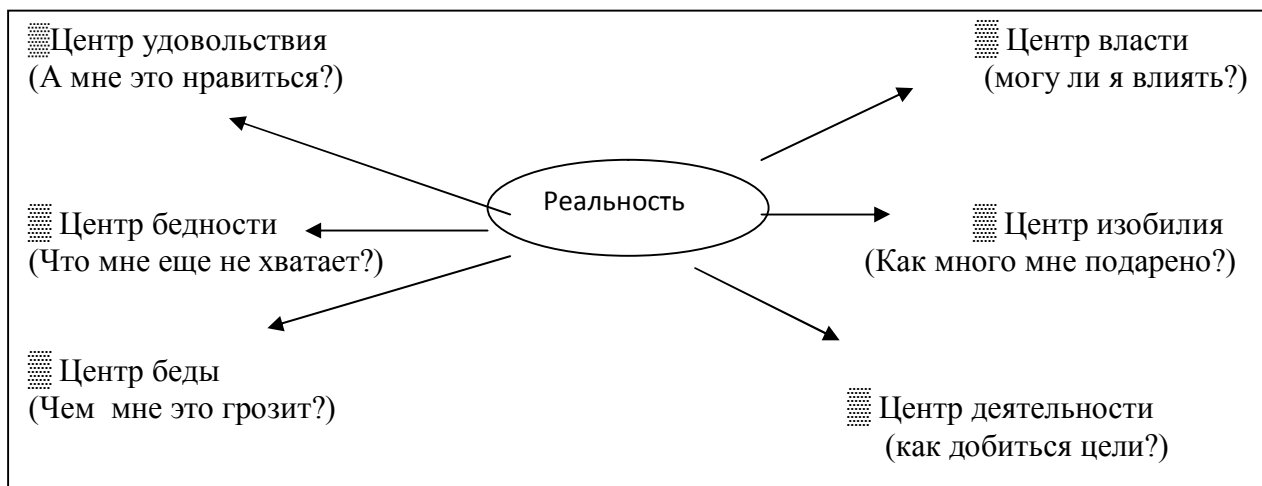 ▒Центр удовольствия
(А мне это нравиться?)
▒ Центр власти
(могу ли я влиять?)
Реальность
▒ Центр бедности
(Что мне еще не хватает?)
▒ Центр изобилия
(Как много мне подарено?)
▒ Центр беды
(Чем мне это грозит?)
▒ Центр деятельности
(как добиться цели?)